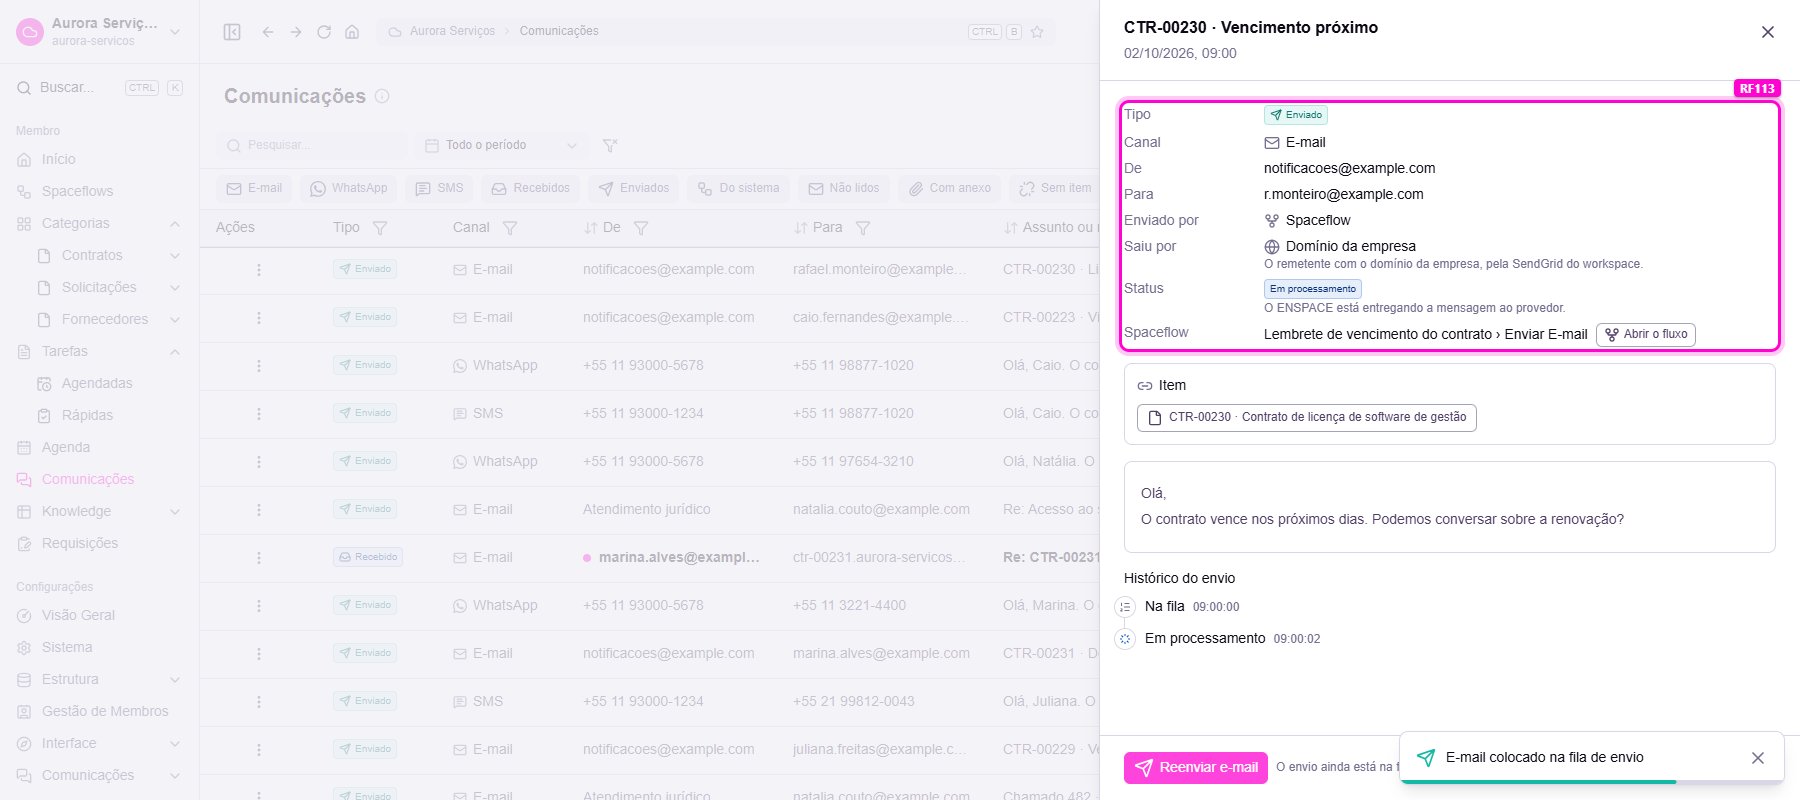 Aurora Serviç...
aurora-servicos
Buscar...
CTRL K
Membro
Início
Spaceflows
Categorias
Contratos
Solicitações
Fornecedores
Tarefas
Agendadas
Rápidas
Agenda
Comunicações
Knowledge
Requisições
Configurações
Visão Geral
Sistema
Estrutura
Gestão de Membros
Interface
Comunicações
Aurora Serviços › Comunicações
CTRL B
Comunicações
Pesquisar...
Todo o período
E-mail WhatsApp SMS Recebidos Enviados Do sistema Não lidos Com anexo Sem item
Ações Tipo Canal De Para Assunto ou
Enviado E-mail notificacoes@example.com rafael.monteiro@example... CTR-00230 · Li
Enviado E-mail notificacoes@example.com caio.fernandes@example.... CTR-00223 · Vi
Enviado WhatsApp +55 11 93000-5678 +55 11 98877-1020 Olá, Caio. O co
Enviado SMS +55 11 93000-1234 +55 11 98877-1020 Olá, Caio. O co
Enviado WhatsApp +55 11 93000-5678 +55 11 97654-3210 Olá, Natália. O
Enviado E-mail Atendimento jurídico natalia.couto@example.com Re: Acesso ao s
Recebido E-mail marina.alves@exampl... ctr-00231.aurora-servicos... Re: CTR-00231
Enviado WhatsApp +55 11 93000-5678 +55 11 3221-4400 Olá, Marina. O
Enviado E-mail notificacoes@example.com marina.alves@example.com CTR-00231 · D
Enviado SMS +55 11 93000-1234 +55 21 99812-0043 Olá, Juliana. O
Enviado E-mail notificacoes@example.com juliana.freitas@example.c... CTR-00229 · Ve
Enviado E-mail Atendimento jurídico natalia.couto@example.com Chamado 482 -
CTR-00230 · Vencimento próximo
02/10/2026, 09:00
RF113
Tipo Enviado
Canal E-mail
De notificacoes@example.com
Para r.monteiro@example.com
Enviado por Spaceflow
Saiu por Domínio da empresa
O remetente com o domínio da empresa, pela SendGrid do workspace.
Status Em processamento
O ENSPACE está entregando a mensagem ao provedor.
Spaceflow Lembrete de vencimento do contrato › Enviar E-mail Abrir o fluxo
Item
CTR-00230 · Contrato de licença de software de gestão
Olá,
O contrato vence nos próximos dias. Podemos conversar sobre a renovação?
Histórico do envio
Na fila 09:00:00
Em processamento 09:00:02
Reenviar e-mail O envio ainda está na f
E-mail colocado na fila de envio